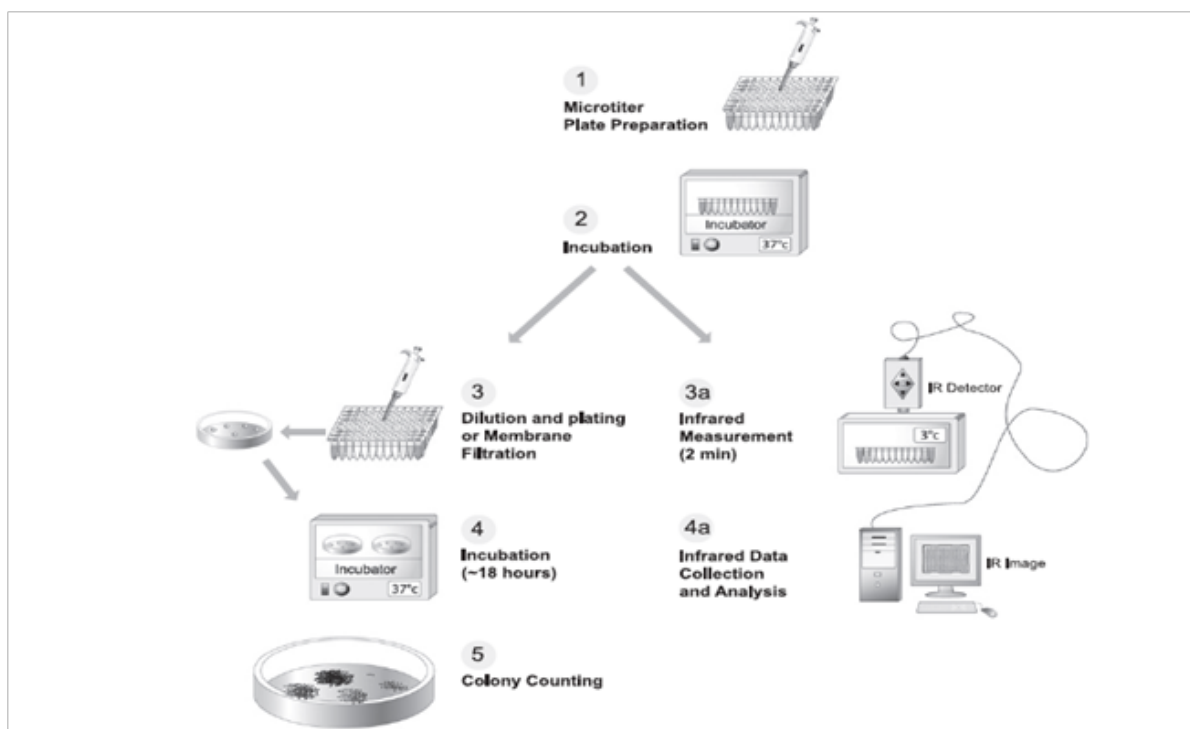 1
Microtiter
Plate Preparation
2
Incubation
Incubator
37°c
3
Dilution and plating
or Membrane
Filtration
3a
Infrared
Measurement
(2 min)
IR Detector
3°c
4
Incubation
(~18 hours)
Incubator
37°c
4a
Infrared Data
Collection
and Analysis
IR Image
5
Colony Counting